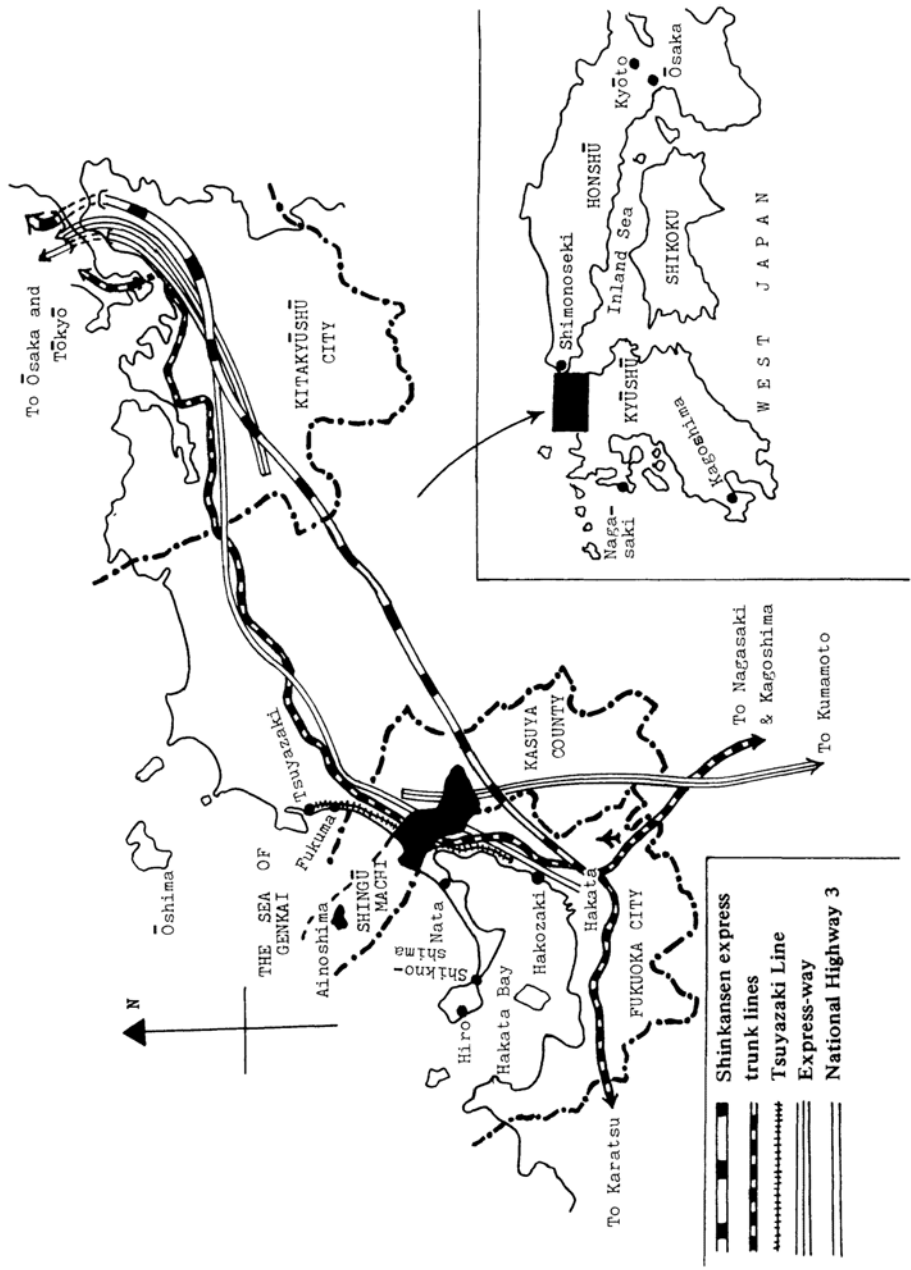 To Ōsaka and
Tōkyō
N
Ōshima
THE SEA OF
GENKAI
Ainoshima
SHINGŪ
MACHI
Tsuyazaki
Fukuma
KITAKYŪSHŪ
CITY
Shikno-
shima
Nata
Hiro
Hakata Bay
Hakozaki
Hakata
KASUYA
COUNTY
FUKUOKA CITY
To Karatsu
To Nagasaki
& Kagoshima
To Kumamoto
Shinkansen express
trunk lines
Tsuyazaki Line
Express-way
National Highway 3
Shimonoseki
HONSHŪ
Kyōto
Ōsaka
Inland Sea
SHIKOKU
KYŪSHŪ
Naga-
saki
Kagoshima
WEST JAPAN